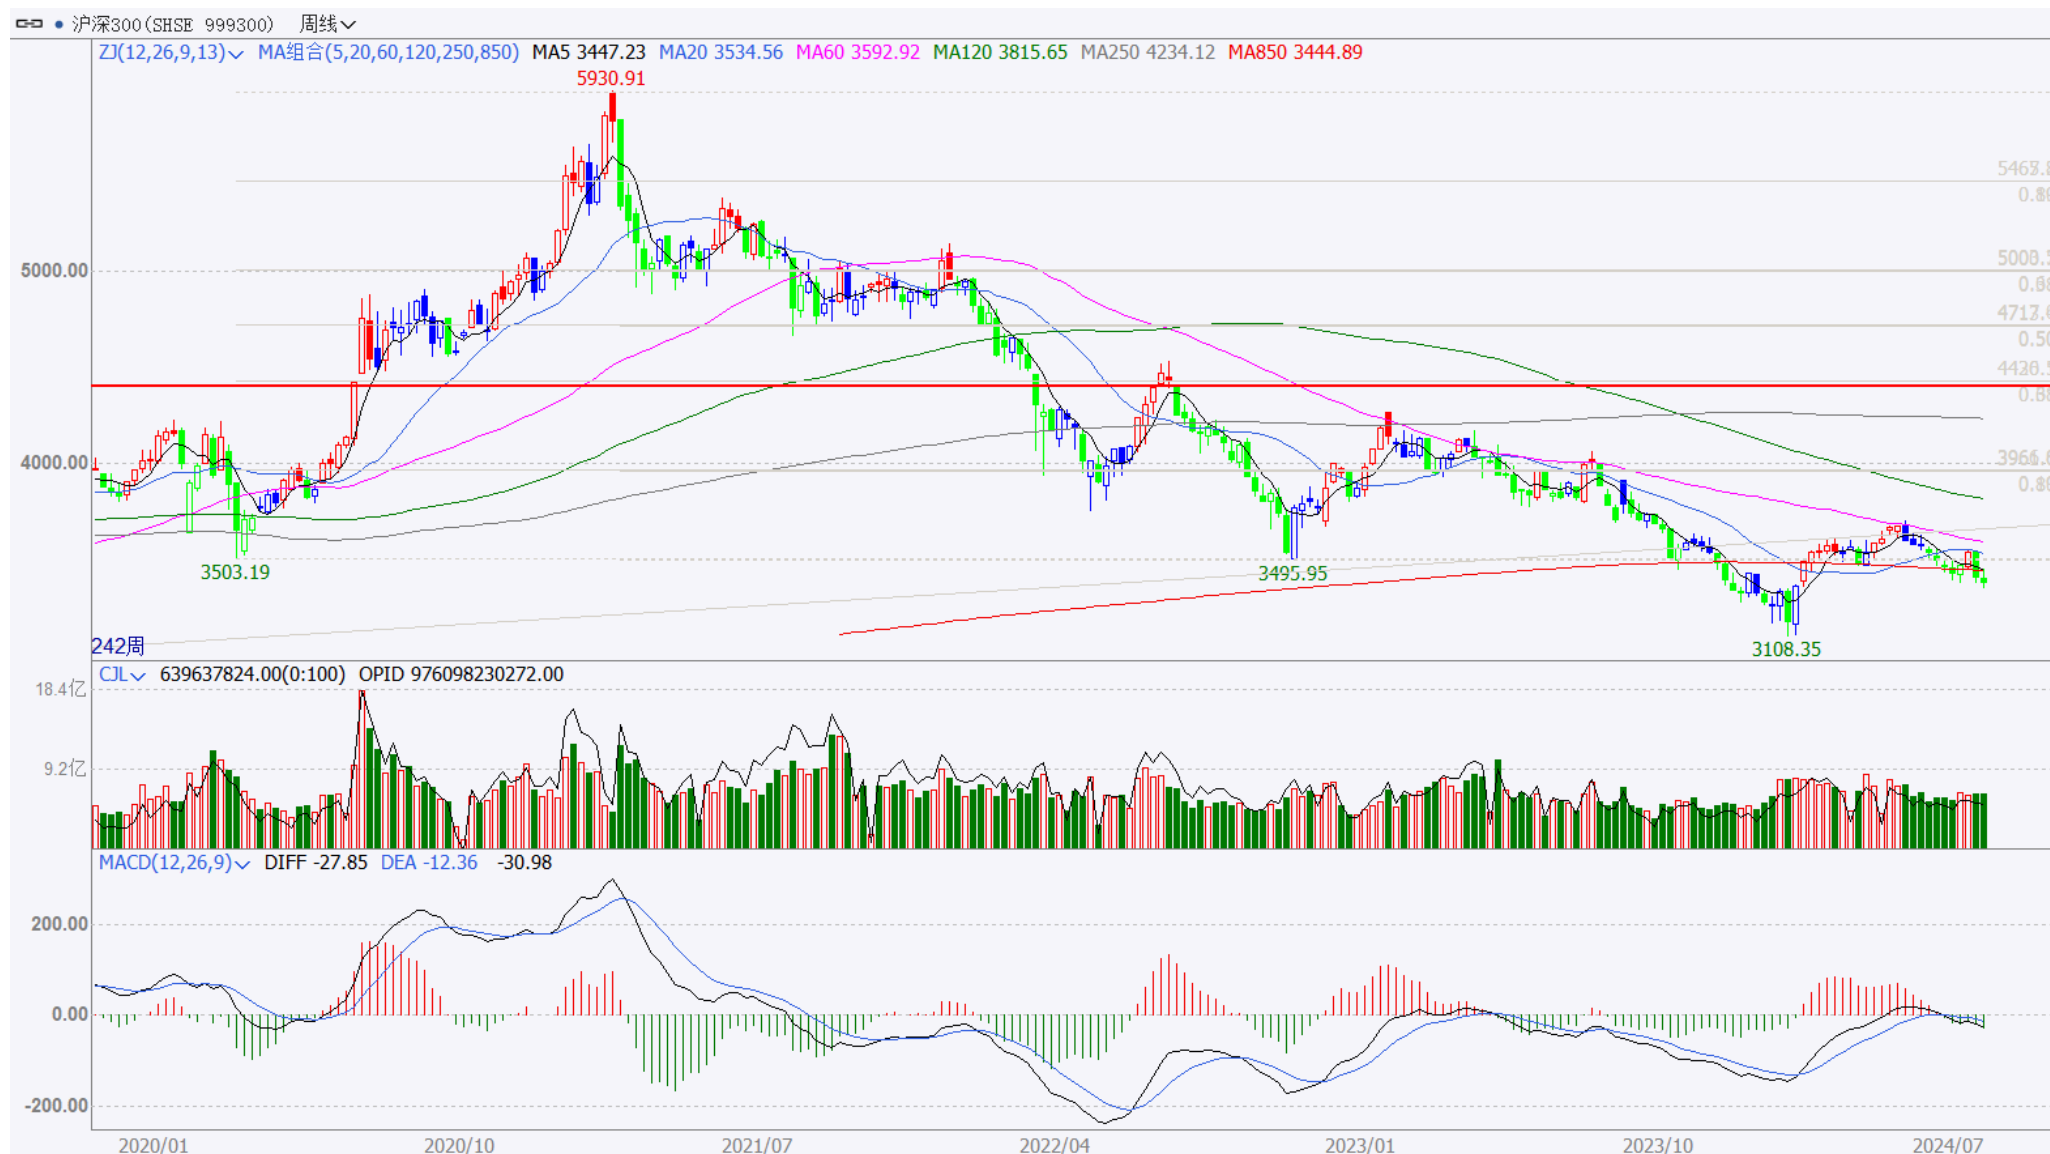 沪深300(SHSE 999300) 周线
ZJ(12,26,9,13) MA组合(5,20,60,120,250,850) MA5 3447.23 MA20 3534.56 MA60 3592.92 MA120 3815.65 MA250 4234.12 MA850 3444.89
5930.91
5000.00
4000.00
3503.19
3495.95
3108.35
242周
CJL 639637824.00(0:100) OPID 976098230272.00
18.4亿
9.2亿
MACD(12,26,9) DIFF -27.85 DEA -12.36 -30.98
200.00
0.00
-200.00
2020/01 2020/10 2021/07 2022/04 2023/01 2023/10 2024/07